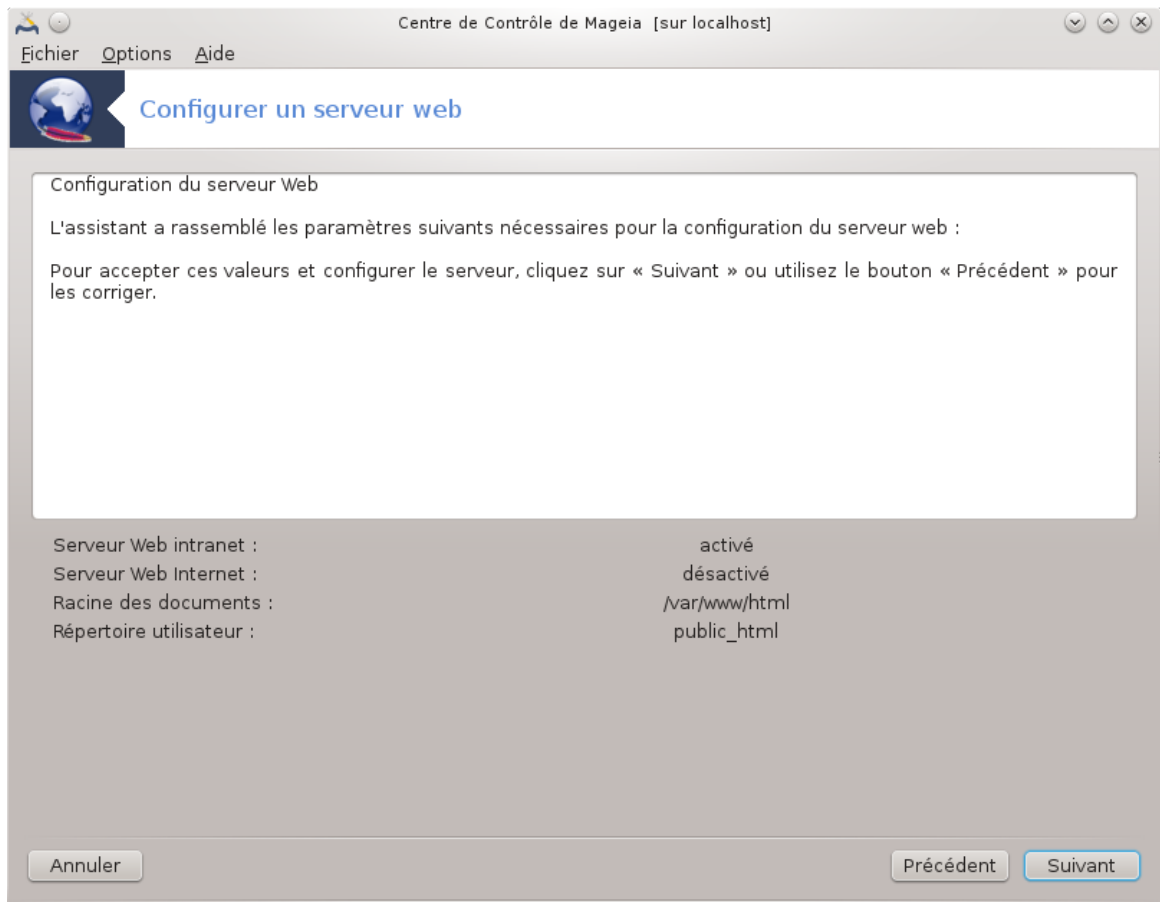 Centre de Contrôle de Mageia [sur localhost]
Fichier Options Aide
Configurer un serveur web
Configuration du serveur Web
L'assistant a rassemblé les paramètres suivants nécessaires pour la configuration du serveur web :
Pour accepter ces valeurs et configurer le serveur, cliquez sur « Suivant » ou utilisez le bouton « Précédent » pour
les corriger.
Serveur Web intranet : activé
Serveur Web Internet : désactivé
Racine des documents : /var/www/html
Répertoire utilisateur : public_html
Annuler Précédent Suivant